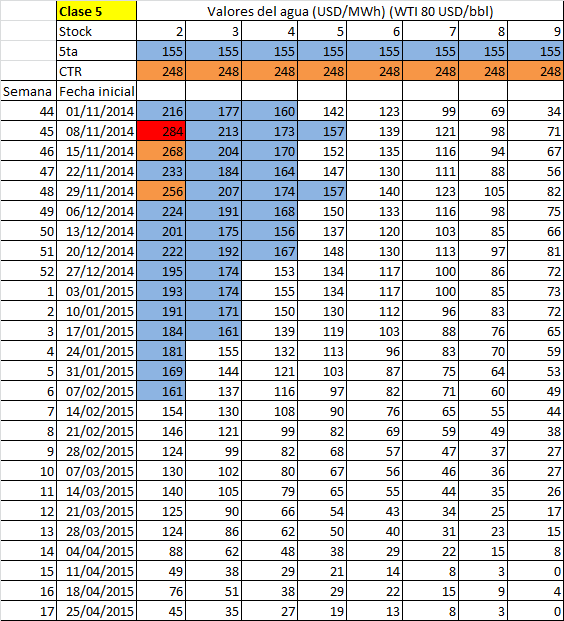 Clase 5 Valores del agua (USD/MWh) (WTI 80 USD/bbl)
Stock 2 3 4 5 6 7 8 9
5ta 155 155 155 155 155 155 155 155
CTR 248 248 248 248 248 248 248 248
Semana Fecha inicial
44 01/11/2014 216 177 160 142 123 99 69 34
45 08/11/2014 284 213 173 157 139 121 98 71
46 15/11/2014 268 204 170 152 135 116 94 67
47 22/11/2014 233 184 164 147 130 111 88 56
48 29/11/2014 256 207 174 157 140 123 105 82
49 06/12/2014 224 191 168 150 133 116 98 75
50 13/12/2014 201 175 156 137 120 103 85 66
51 20/12/2014 222 192 167 148 130 113 97 81
52 27/12/2014 195 174 153 134 117 100 86 72
1 03/01/2015 193 174 155 134 117 100 85 73
2 10/01/2015 191 171 150 130 112 96 83 72
3 17/01/2015 184 161 139 119 103 88 76 65
4 24/01/2015 181 155 132 113 96 83 70 59
5 31/01/2015 169 144 121 103 87 75 64 53
6 07/02/2015 161 137 116 97 82 71 60 49
7 14/02/2015 154 130 108 90 76 65 55 44
8 21/02/2015 146 121 99 82 69 59 49 38
9 28/02/2015 124 99 82 68 57 47 37 27
10 07/03/2015 130 102 80 67 56 46 36 27
11 14/03/2015 140 105 79 65 55 44 35 26
12 21/03/2015 125 90 66 54 43 34 25 17
13 28/03/2015 124 86 62 50 40 31 23 15
14 04/04/2015 88 62 48 38 29 22 15 8
15 11/04/2015 49 38 29 21 14 8 3 0
16 18/04/2015 76 51 38 29 22 15 9 4
17 25/04/2015 45 35 27 19 13 8 3 0